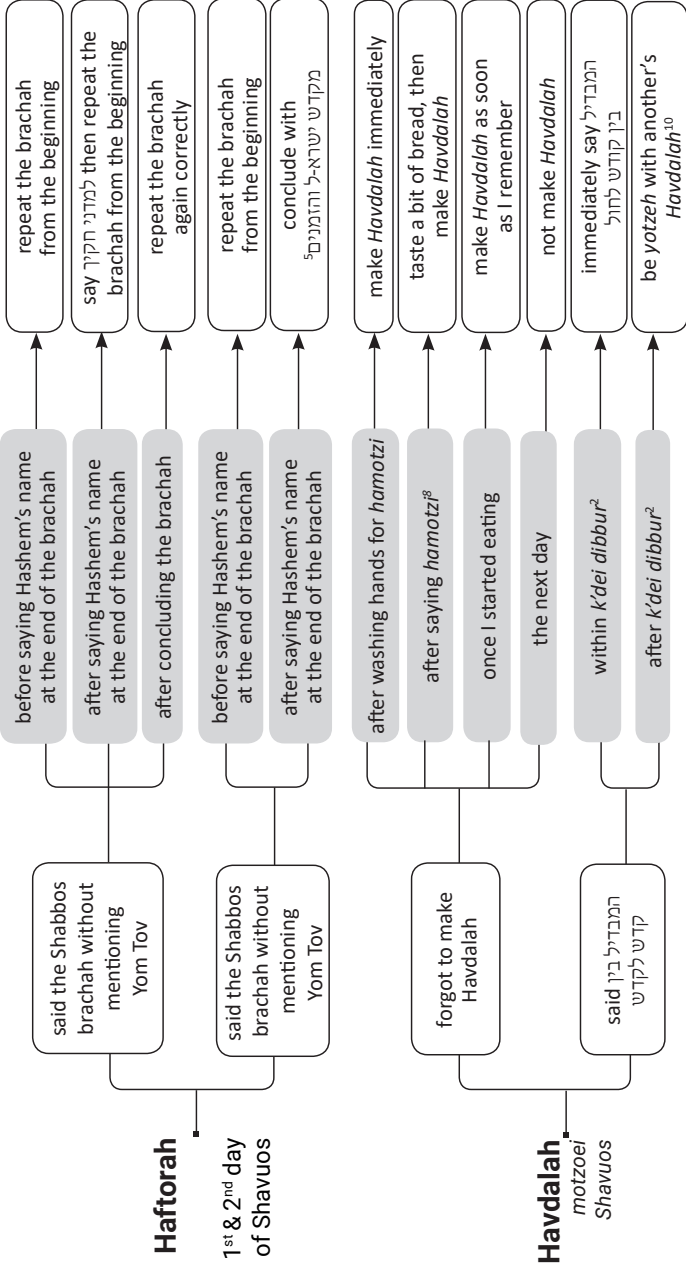 Haftorah
1st & 2nd day
of Shavuos
said the Shabbos
brachah without
mentioning
Yom Tov
before saying Hashem's name
at the end of the brachah
repeat the brachah
from the beginning
after saying Hashem's name
at the end of the brachah
say למדני חקיך then repeat the
brachah from the beginning
after concluding the brachah
repeat the brachah
again correctly
said the Shabbos
brachah without
mentioning
Yom Tov
before saying Hashem's name
at the end of the brachah
repeat the brachah
from the beginning
after saying Hashem's name
at the end of the brachah
conclude with
מקדש ישרא-ל והזמנים5
Havdalah
motzoei
Shavuos
forgot to make
Havdalah
after washing hands for hamotzi
make Havdalah immediately
after saying hamotzi8
taste a bit of bread, then
make Havdalah
once I started eating
make Havdalah as soon
as I remember
the next day
not make Havdalah
said המבדיל בין
קדש לקדש
within k'dei dibbur2
immediately say המבדיל
בין קודש לחול
after k'dei dibbur2
be yotzeh with another's
Havdalah10